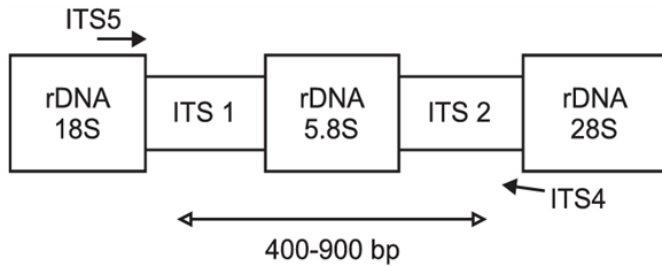 ITS5
rDNA
18S
ITS 1
rDNA
5.8S
ITS 2
rDNA
28S
ITS4
400-900 bp